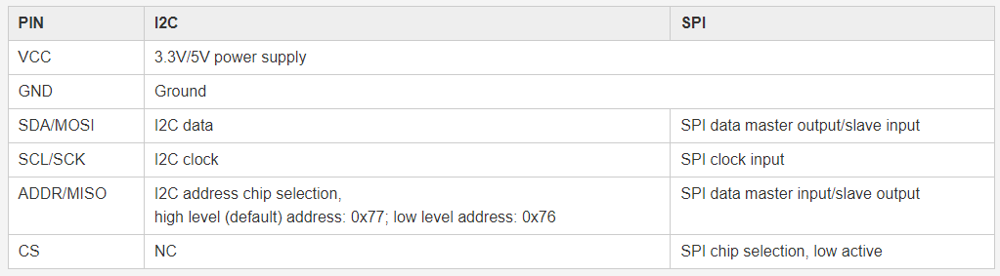 PIN I2C SPI
VCC 3.3V/5V power supply
GND Ground
SDA/MOSI I2C data SPI data master output/slave input
SCL/SCK I2C clock SPI clock input
ADDR/MISO I2C address chip selection, SPI data master input/slave output
high level (default) address: 0x77; low level address: 0x76
CS NC SPI chip selection, low active